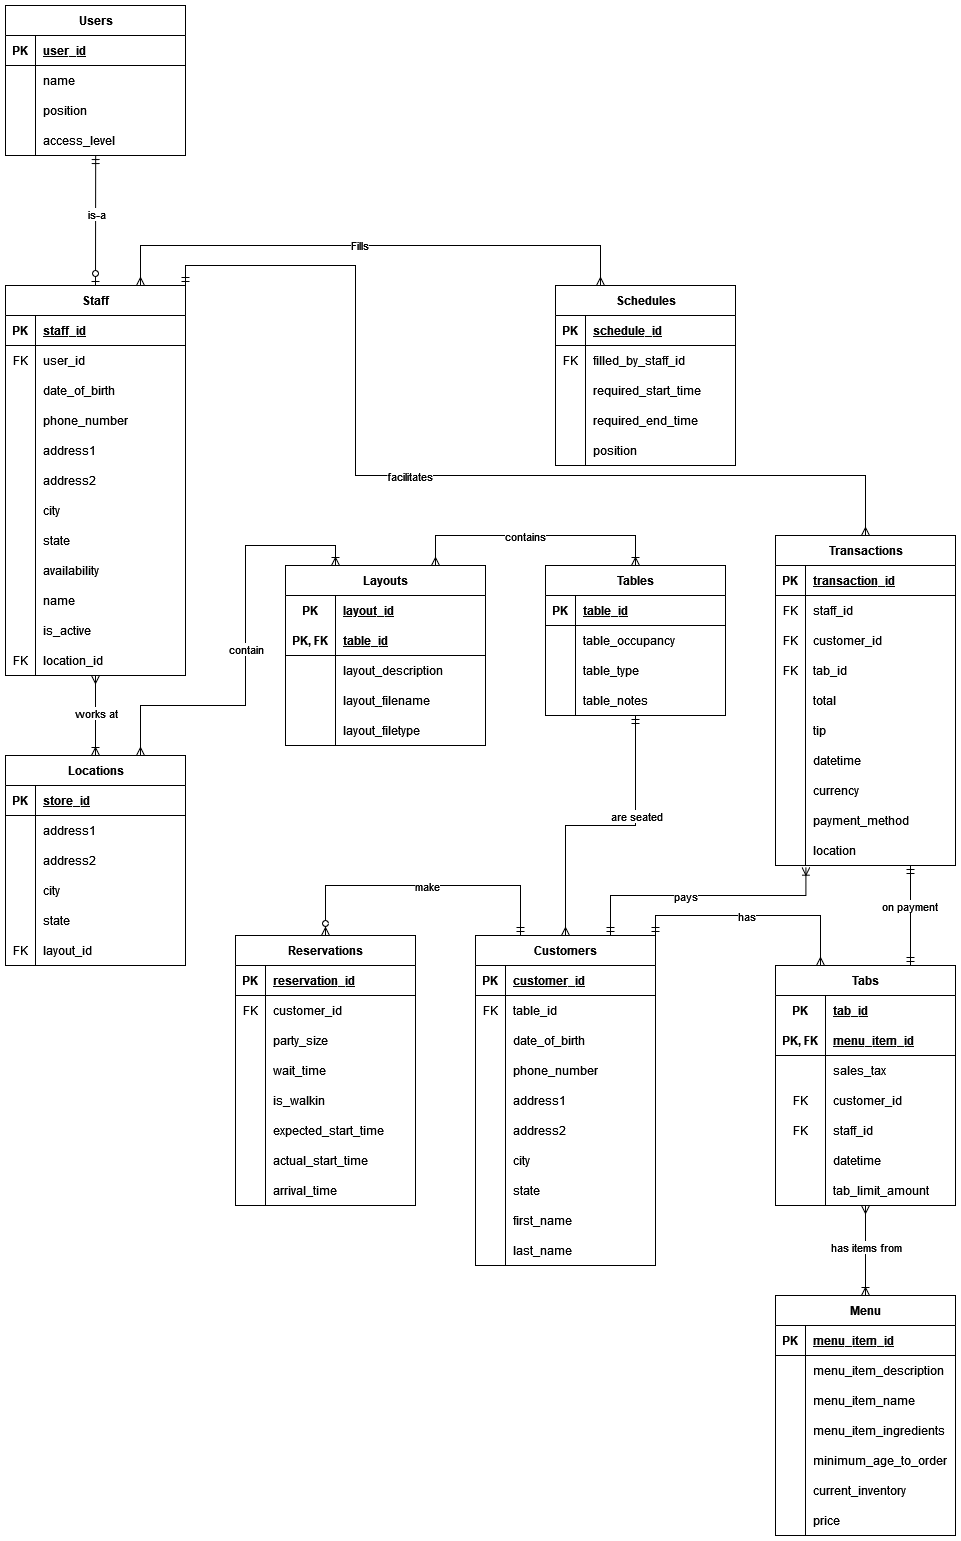 Users
PK user_id
name
position
access_level
is-a
Fills
Staff
PK staff_id
FK user_id
date_of_birth
phone_number
address1
address2
city
state
availability
name
is_active
FK location_id
Schedules
PK schedule_id
FK filled_by_staff_id
required_start_time
required_end_time
position
facilitates
contains
contain
Works at
Layouts
PK layout_id
PK, FK table_id
layout_description
layout_filename
layout_filetype
Tables
PK table_id
table_occupancy
table_type
table_notes
Transactions
PK transaction_id
FK staff_id
FK customer_id
FK tab_id
total
tip
datetime
currency
payment_method
location
Locations
PK store_id
address1
address2
city
state
FK layout_id
are seated
make
pays
has
on payment
Reservations
PK reservation_id
FK customer_id
party_size
wait_time
is_walkin
expected_start_time
actual_start_time
arrival_time
Customers
PK customer_id
FK table_id
date_of_birth
phone_number
address1
address2
city
state
first_name
last_name
Tabs
PK tab_id
PK, FK menu_item_id
sales_tax
FK customer_id
FK staff_id
datetime
tab_limit_amount
has items from
Menu
PK menu_item_id
menu_item_description
menu_item_name
menu_item_ingredients
minimum_age_to_order
current_inventory
price